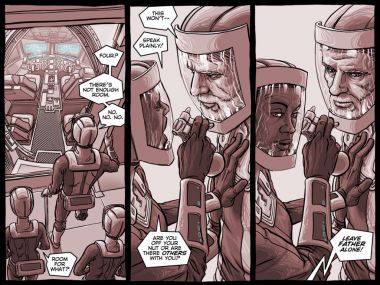 FOUR?
THERE'S
NOT ENOUGH
ROOM.
NO, NO,
NO, NO.
ROOM
FOR
WHAT?
THIS
WON'T--
SPEAK
PLAINLY!
ARE YOU
OFF YOUR
NUT OR ARE
THERE OTHERS
WITH YOU?
LEAVE
FATHER
ALONE!